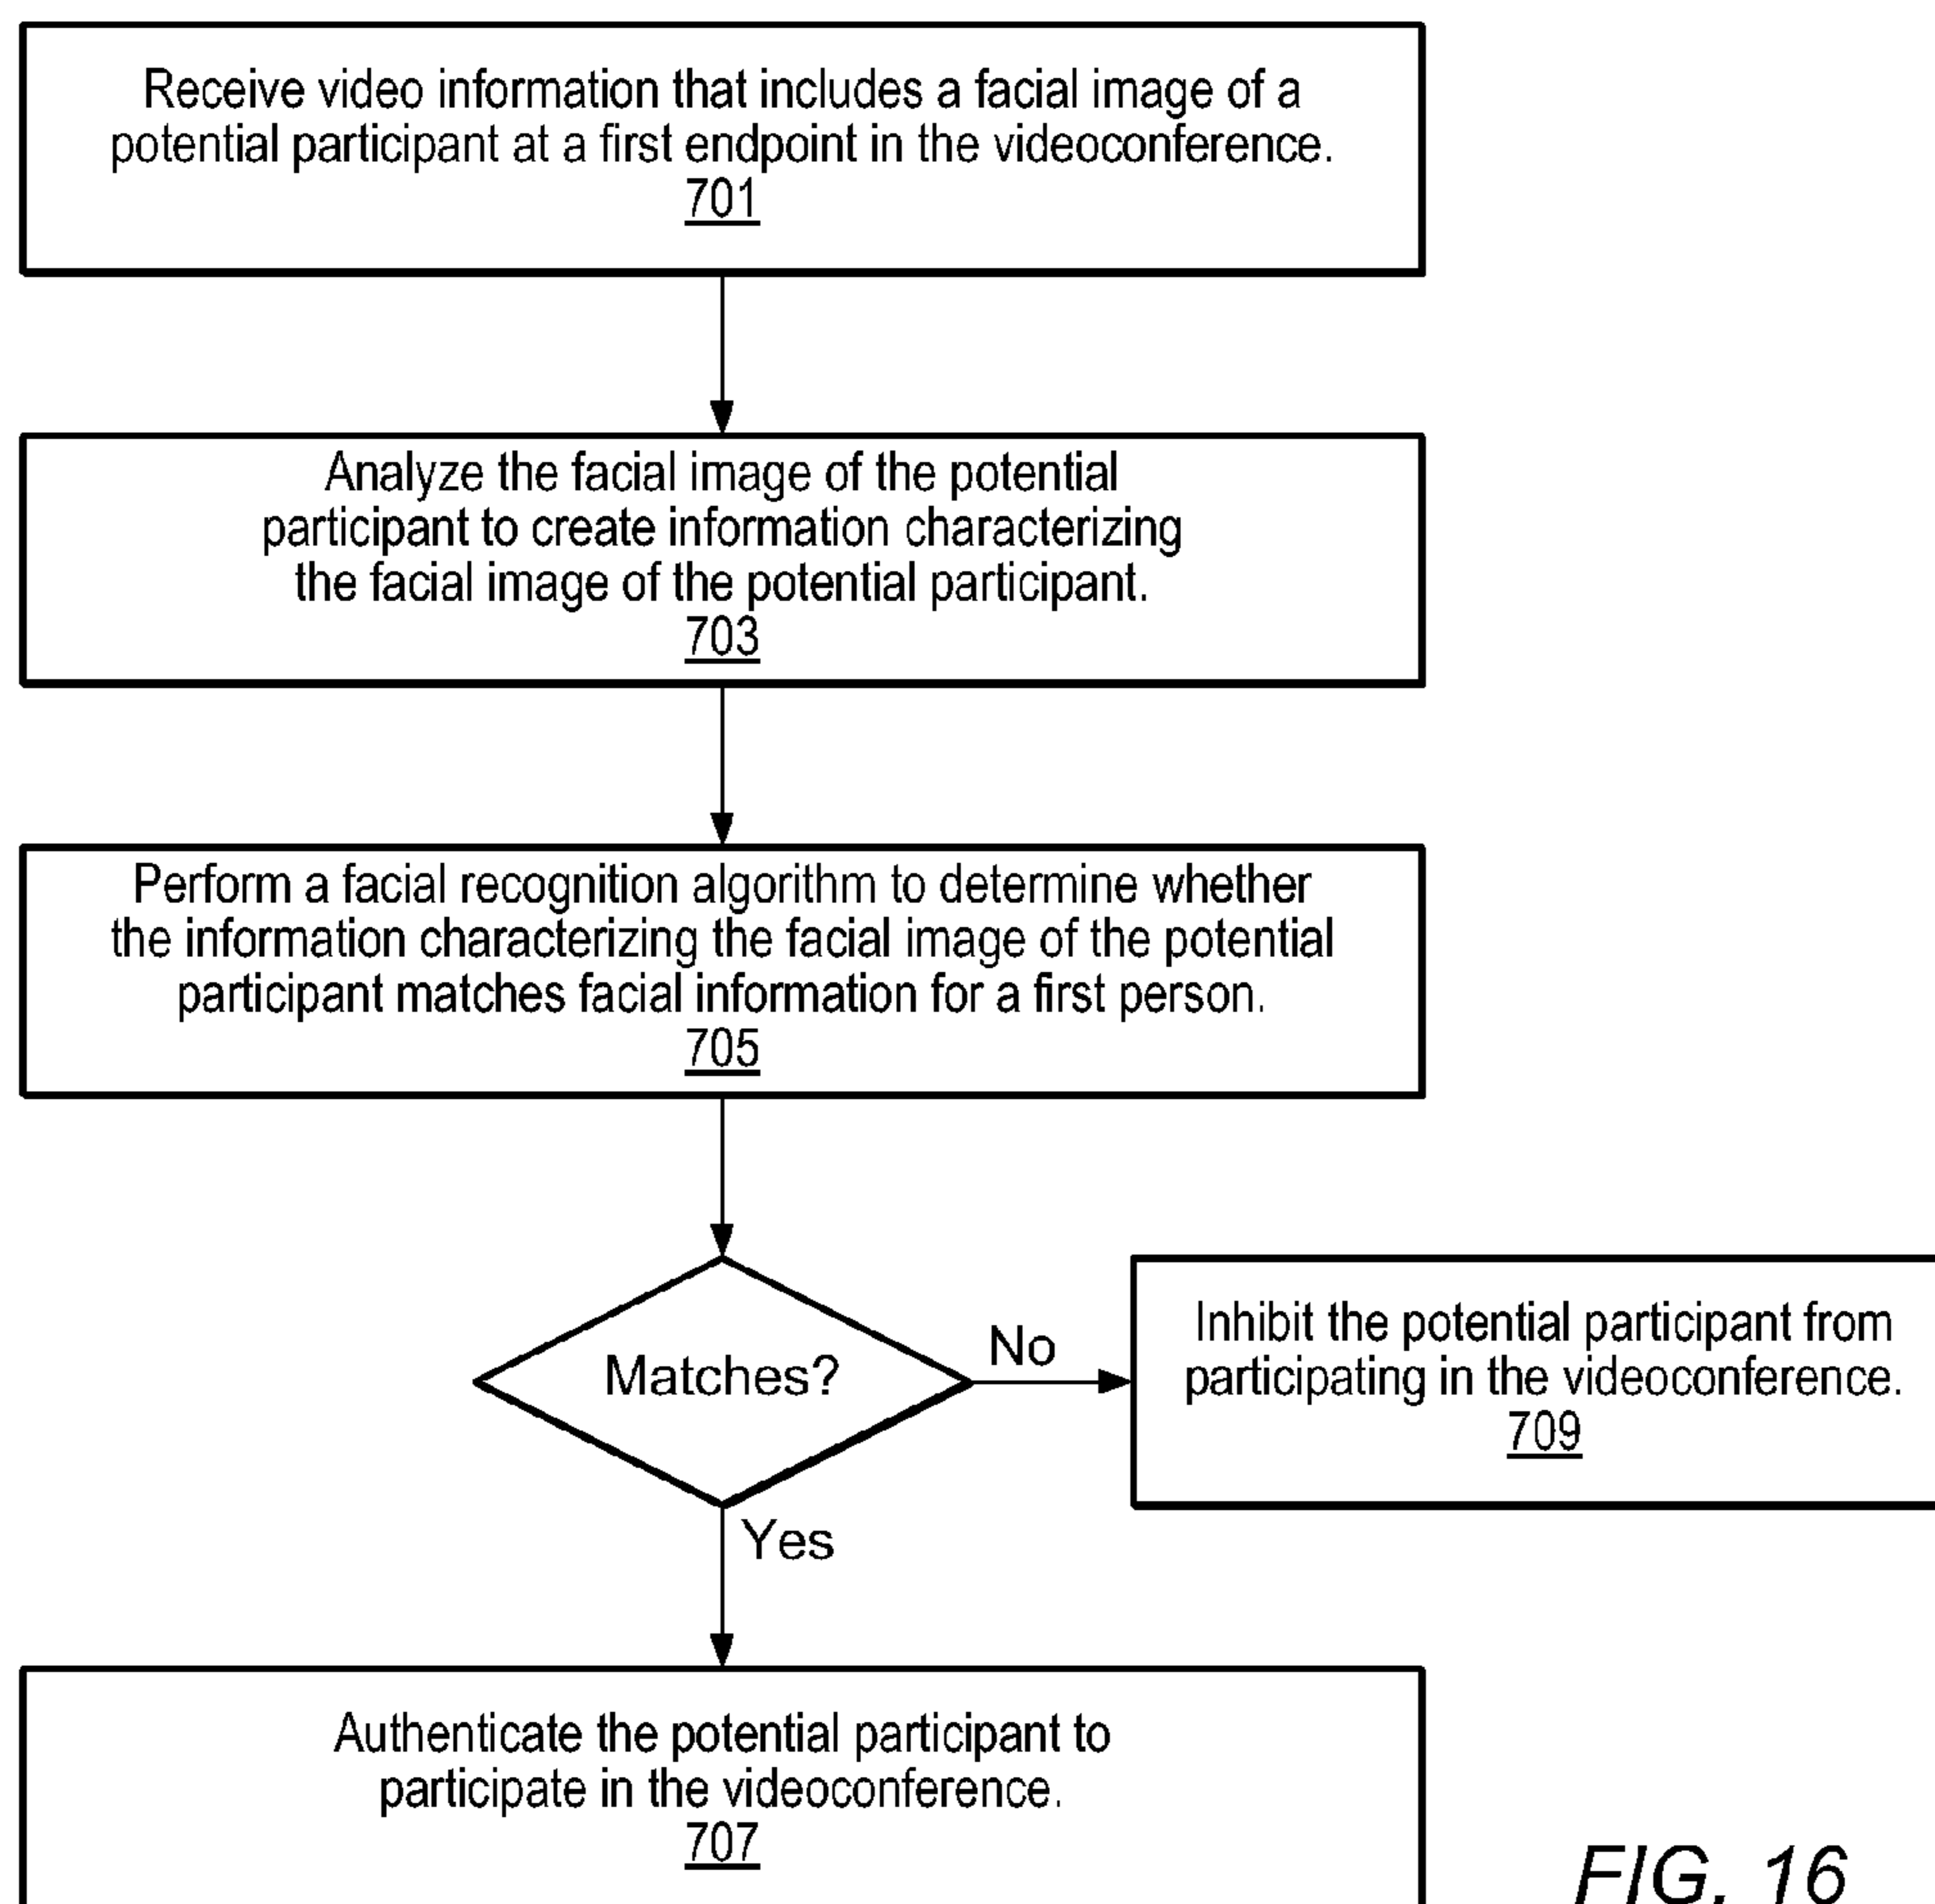 Receive video information that includes a facial image of a
potential participant at a first endpoint in the videoconference.
701
Analyze the facial image of the potential
participant to create information characterizing
the facial image of the potential participant.
703
Perform a facial recognition algorithm to determine whether
the information characterizing the facial image of the potential
participant matches facial information for a first person.
705
Matches?
No
Inhibit the potential participant from
participating in the videoconference.
709
Yes
Authenticate the potential participant to
participate in the videoconference.
707
FIG. 16